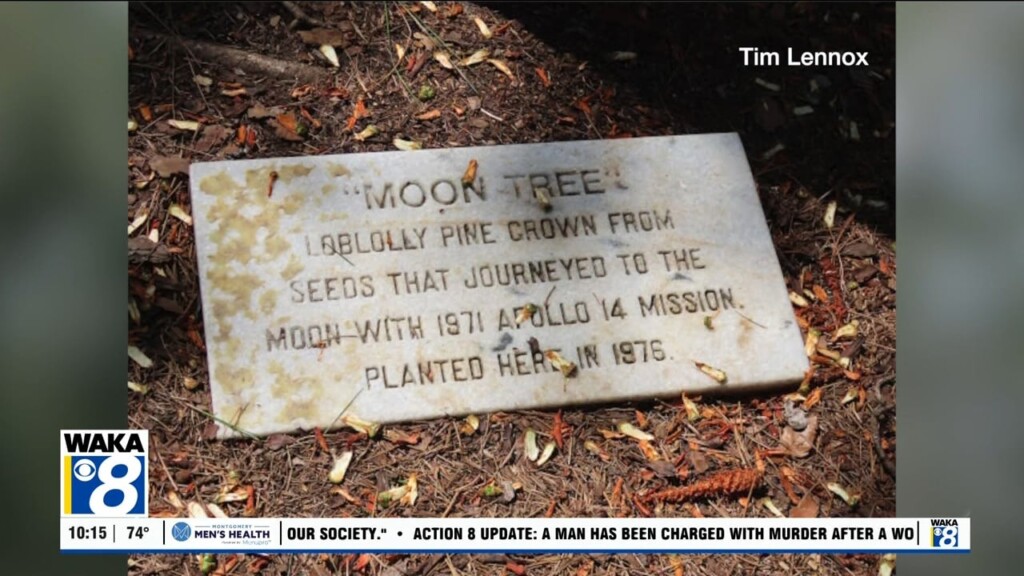 Tim Lennox
"MOON TREE"
LOBLOLLY PINE GROWN FROM
SEEDS THAT JOURNEYED TO THE
MOON WITH 1971 APOLLO 14 MISSION.
PLANTED HERE IN 1976.
WAKA
8
10:15 74° MONTGOMERY MEN'S HEALTH OUR SOCIETY." • ACTION 8 UPDATE: A MAN HAS BEEN CHARGED WITH MURDER AFTER A WO WAKA 8